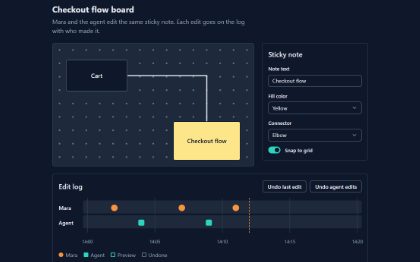 Checkout flow board
Mara and the agent edit the same sticky note. Each edit goes on the log
with who made it.
Cart
Checkout flow
Sticky note
Note text
Checkout flow
Fill color
Yellow
Connector
Elbow
Snap to grid
Edit log
Undo last edit
Undo agent edits
Mara
Agent
14:00
14:05
14:10
14:15
14:20
Mara
Agent
Preview
Undone